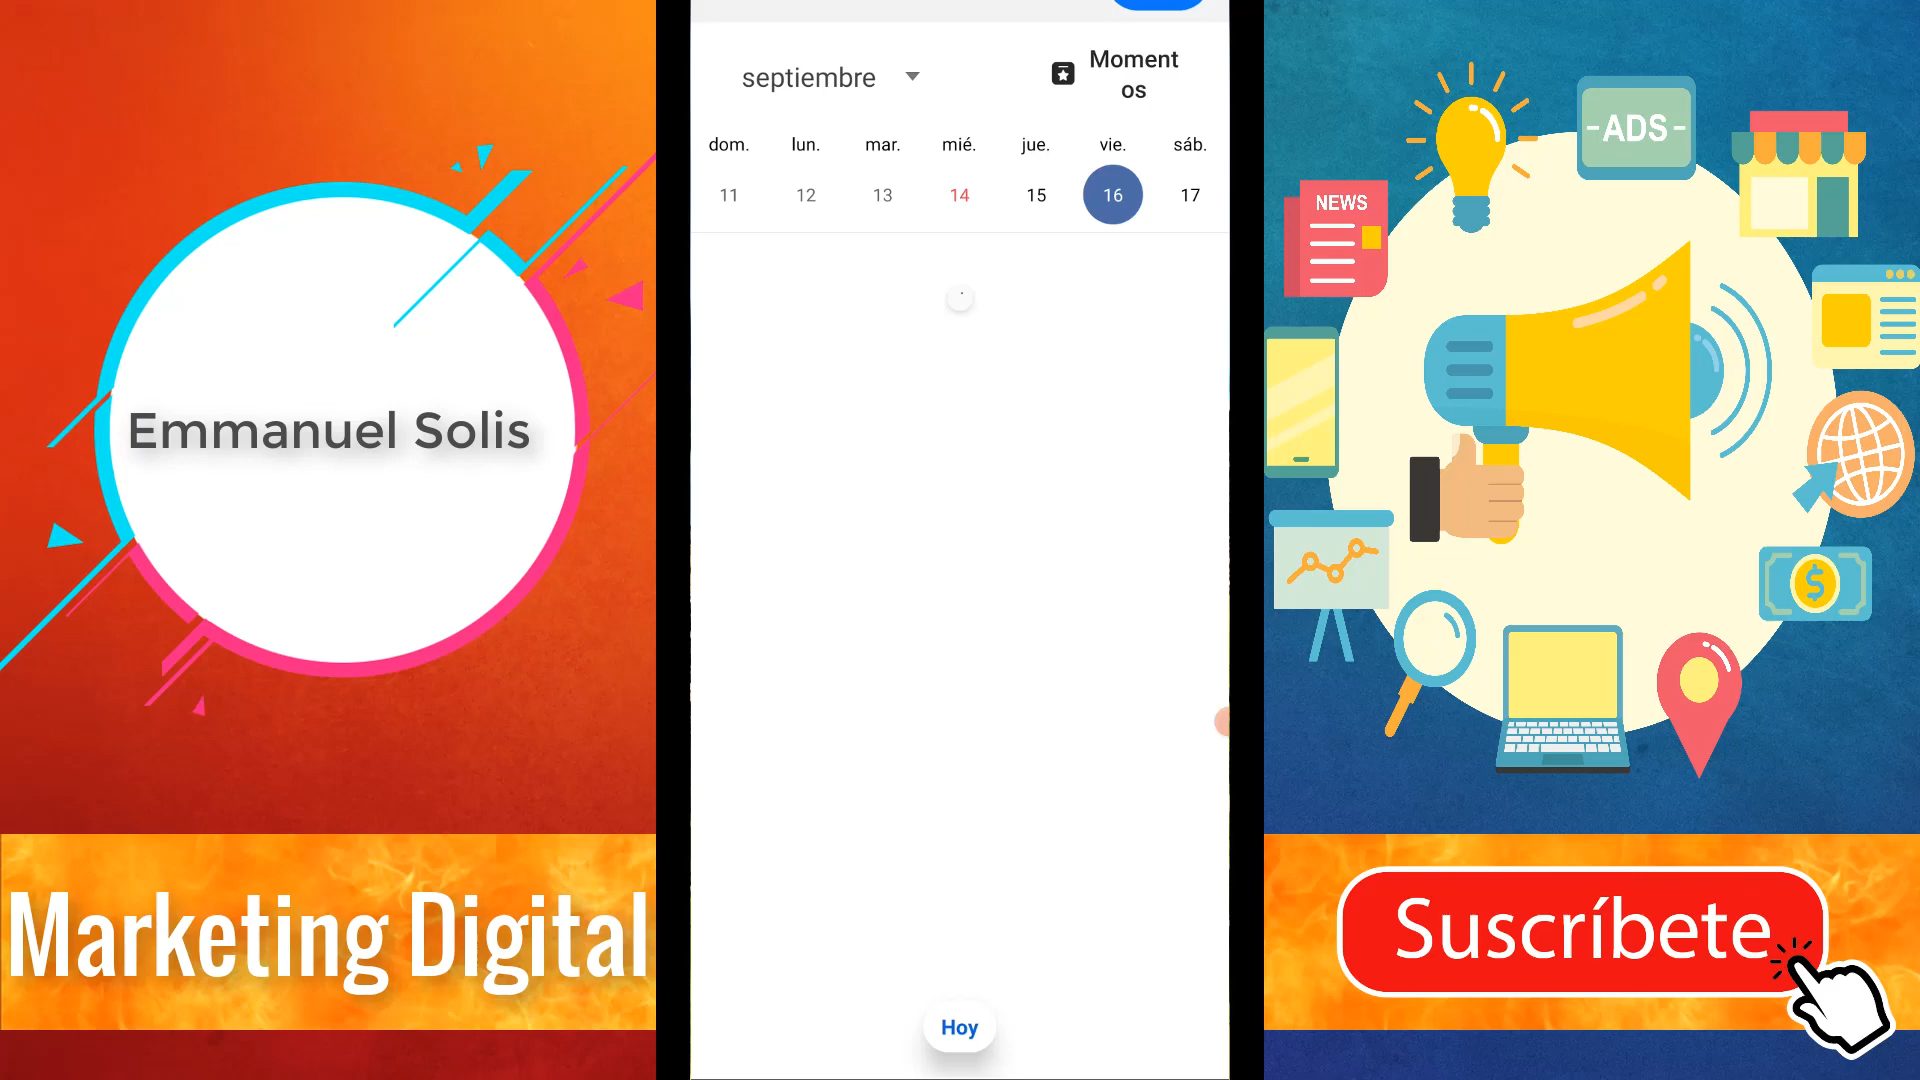 Emmanuel Solis
Marketing Digital
septiembre
Moment
os
dom. lun. mar. mié. jue. vie. sáb.
11 12 13 14 15 16 17
Hoy
-ADS-
NEWS
$
Suscríbete